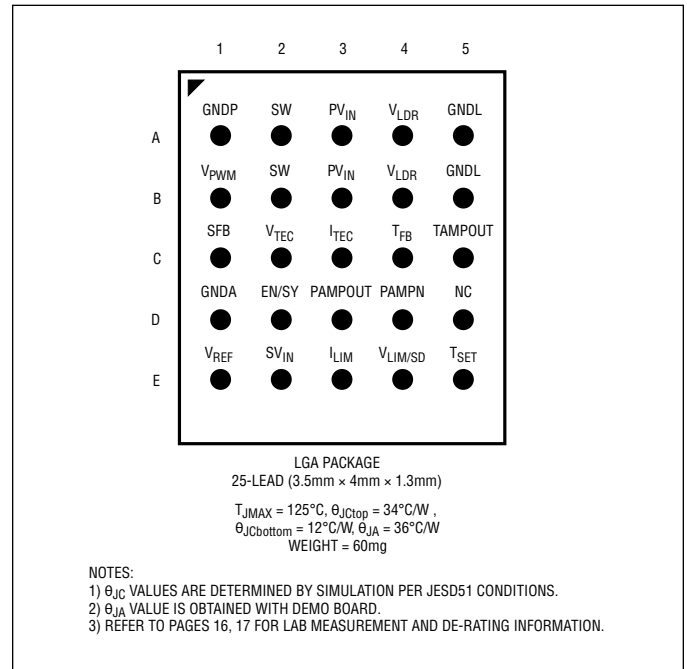 1 2 3 4 5
GNDP SW PVIN VLDR GNDL
A
VPWM SW PVIN VLDR GNDL
B
SFB VTEC ITEC TFB TAMPOUT
C
GNDA EN/SY PAMPOUT PAMPN NC
D
VREF SVIN ILIM VLIM/SD TSET
E
LGA PACKAGE
25-LEAD (3.5mm × 4mm × 1.3mm)
TJMAX = 125°C, θJCtop = 34°C/W ,
θJCbottom = 12°C/W, θJA = 36°C/W
WEIGHT = 60mg
NOTES:
1) θJC VALUES ARE DETERMINED BY SIMULATION PER JESD51 CONDITIONS.
2) θJA VALUE IS OBTAINED WITH DEMO BOARD.
3) REFER TO PAGES 16, 17 FOR LAB MEASUREMENT AND DE-RATING INFORMATION.